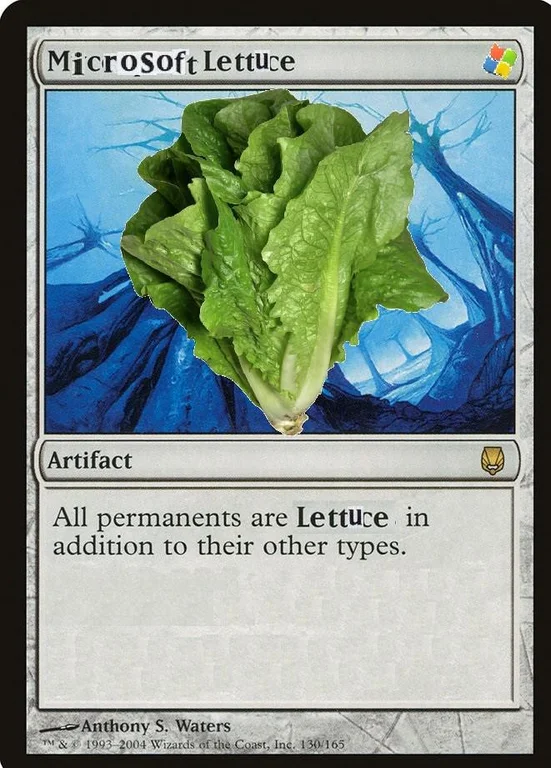 Microsoft Lettuce
Artifact
All permanents are Lettuce in
addition to their other types.
Anthony S. Waters
™ & © 1993–2004 Wizards of the Coast, Inc. 130/165